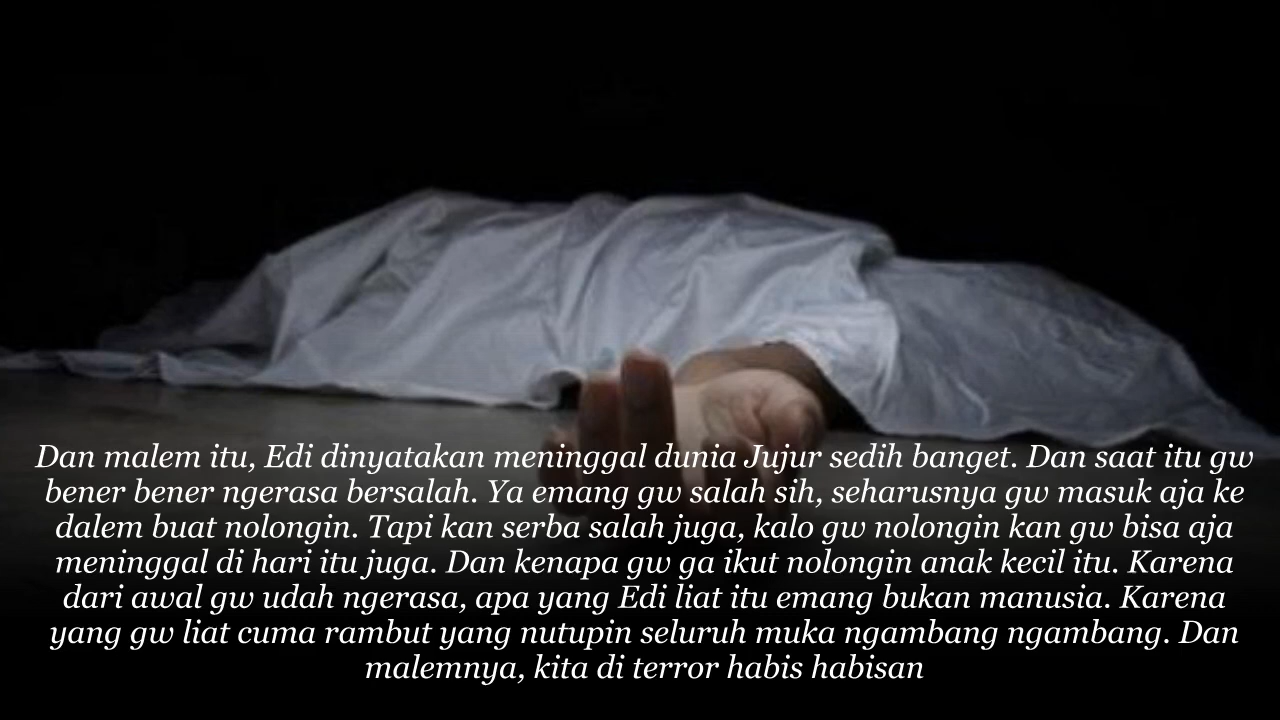 Dan malem itu, Edi dinyatakan meninggal dunia Jujur sedih banget. Dan saat itu gw
bener bener ngerasa bersalah. Ya emang gw salah sih, seharusnya gw masuk aja ke
dalem buat nolongin. Tapi kan serba salah juga, kalo gw nolongin kan gw bisa aja
meninggal di hari itu juga. Dan kenapa gw ga ikut nolongin anak kecil itu. Karena
dari awal gw udah ngerasa, apa yang Edi liat itu emang bukan manusia. Karena
yang gw liat cuma rambut yang nutupin seluruh muka ngambang ngambang. Dan
malemnya, kita di terror habis habisan